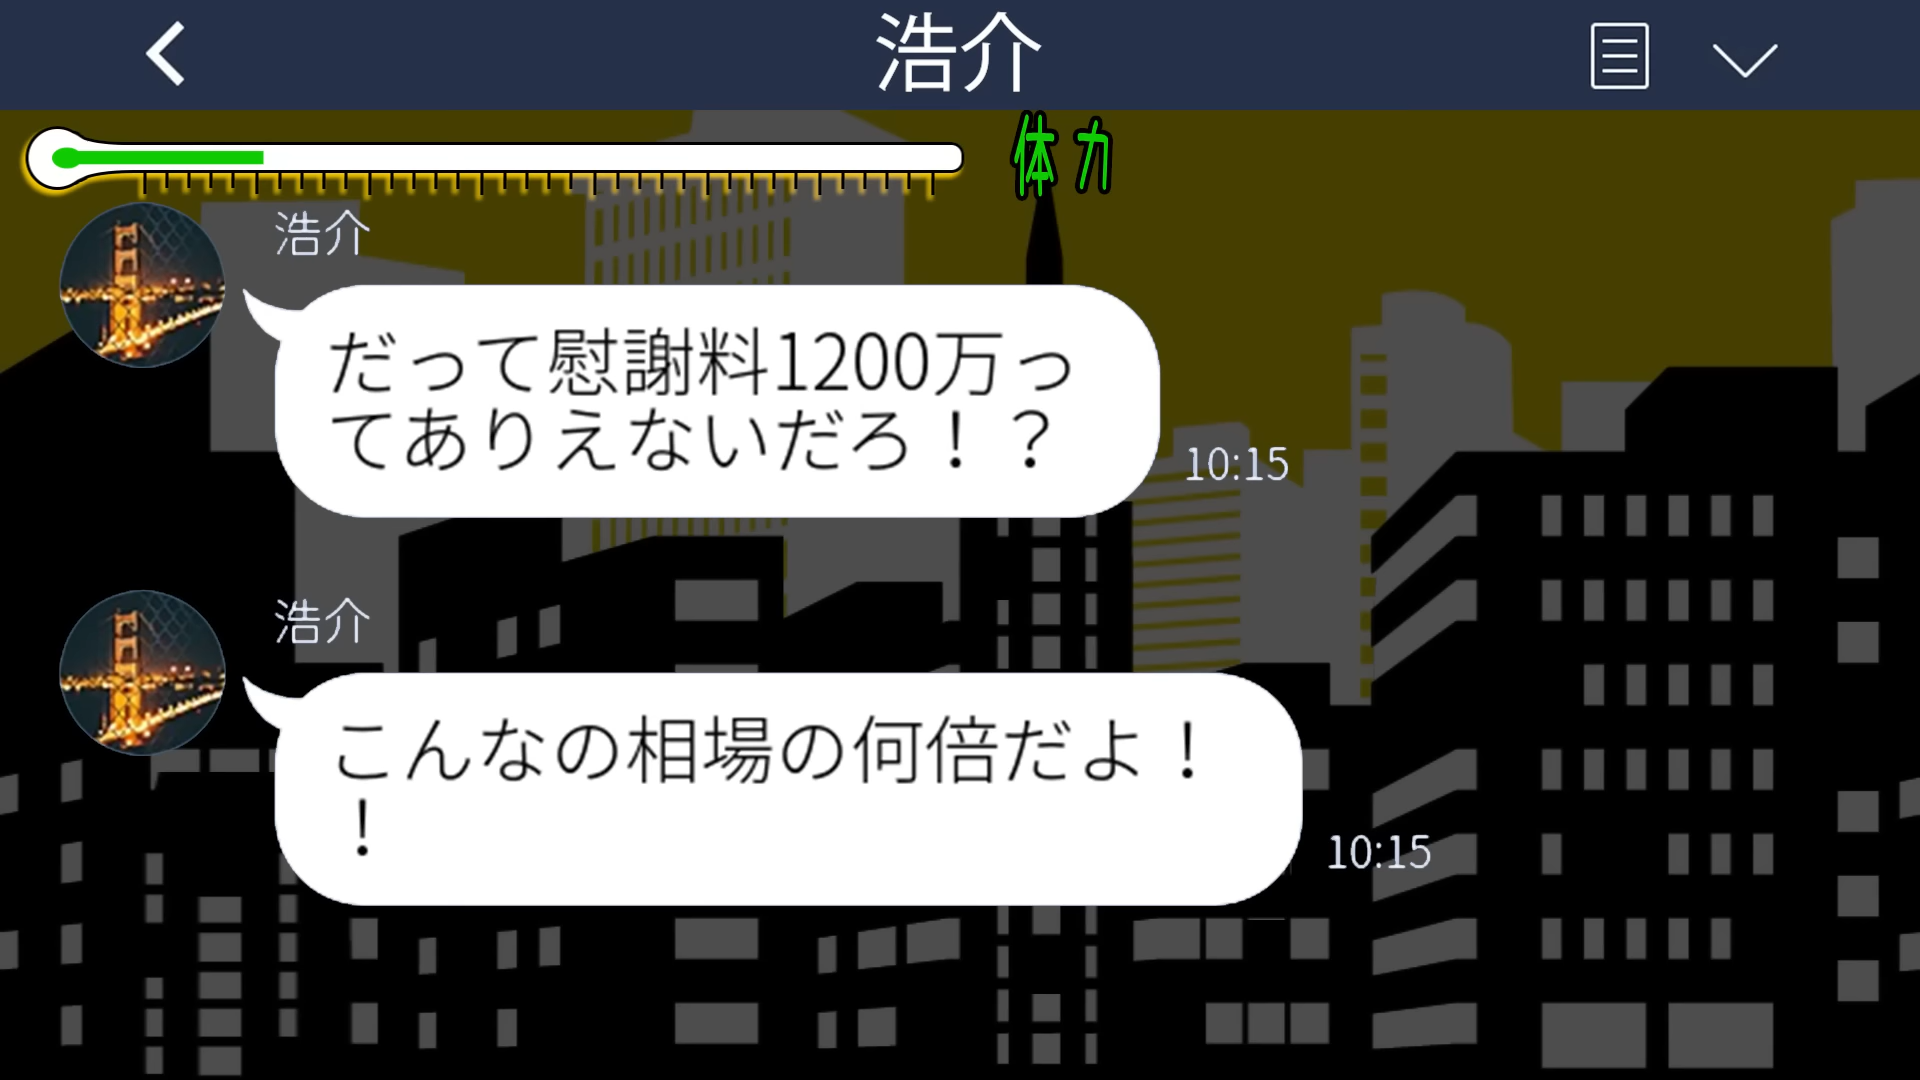 浩介
体力
浩介
だって慰謝料1200万っ
てありえないだろ！？
10:15
浩介
こんなの相場の何倍だよ！
！
10:15